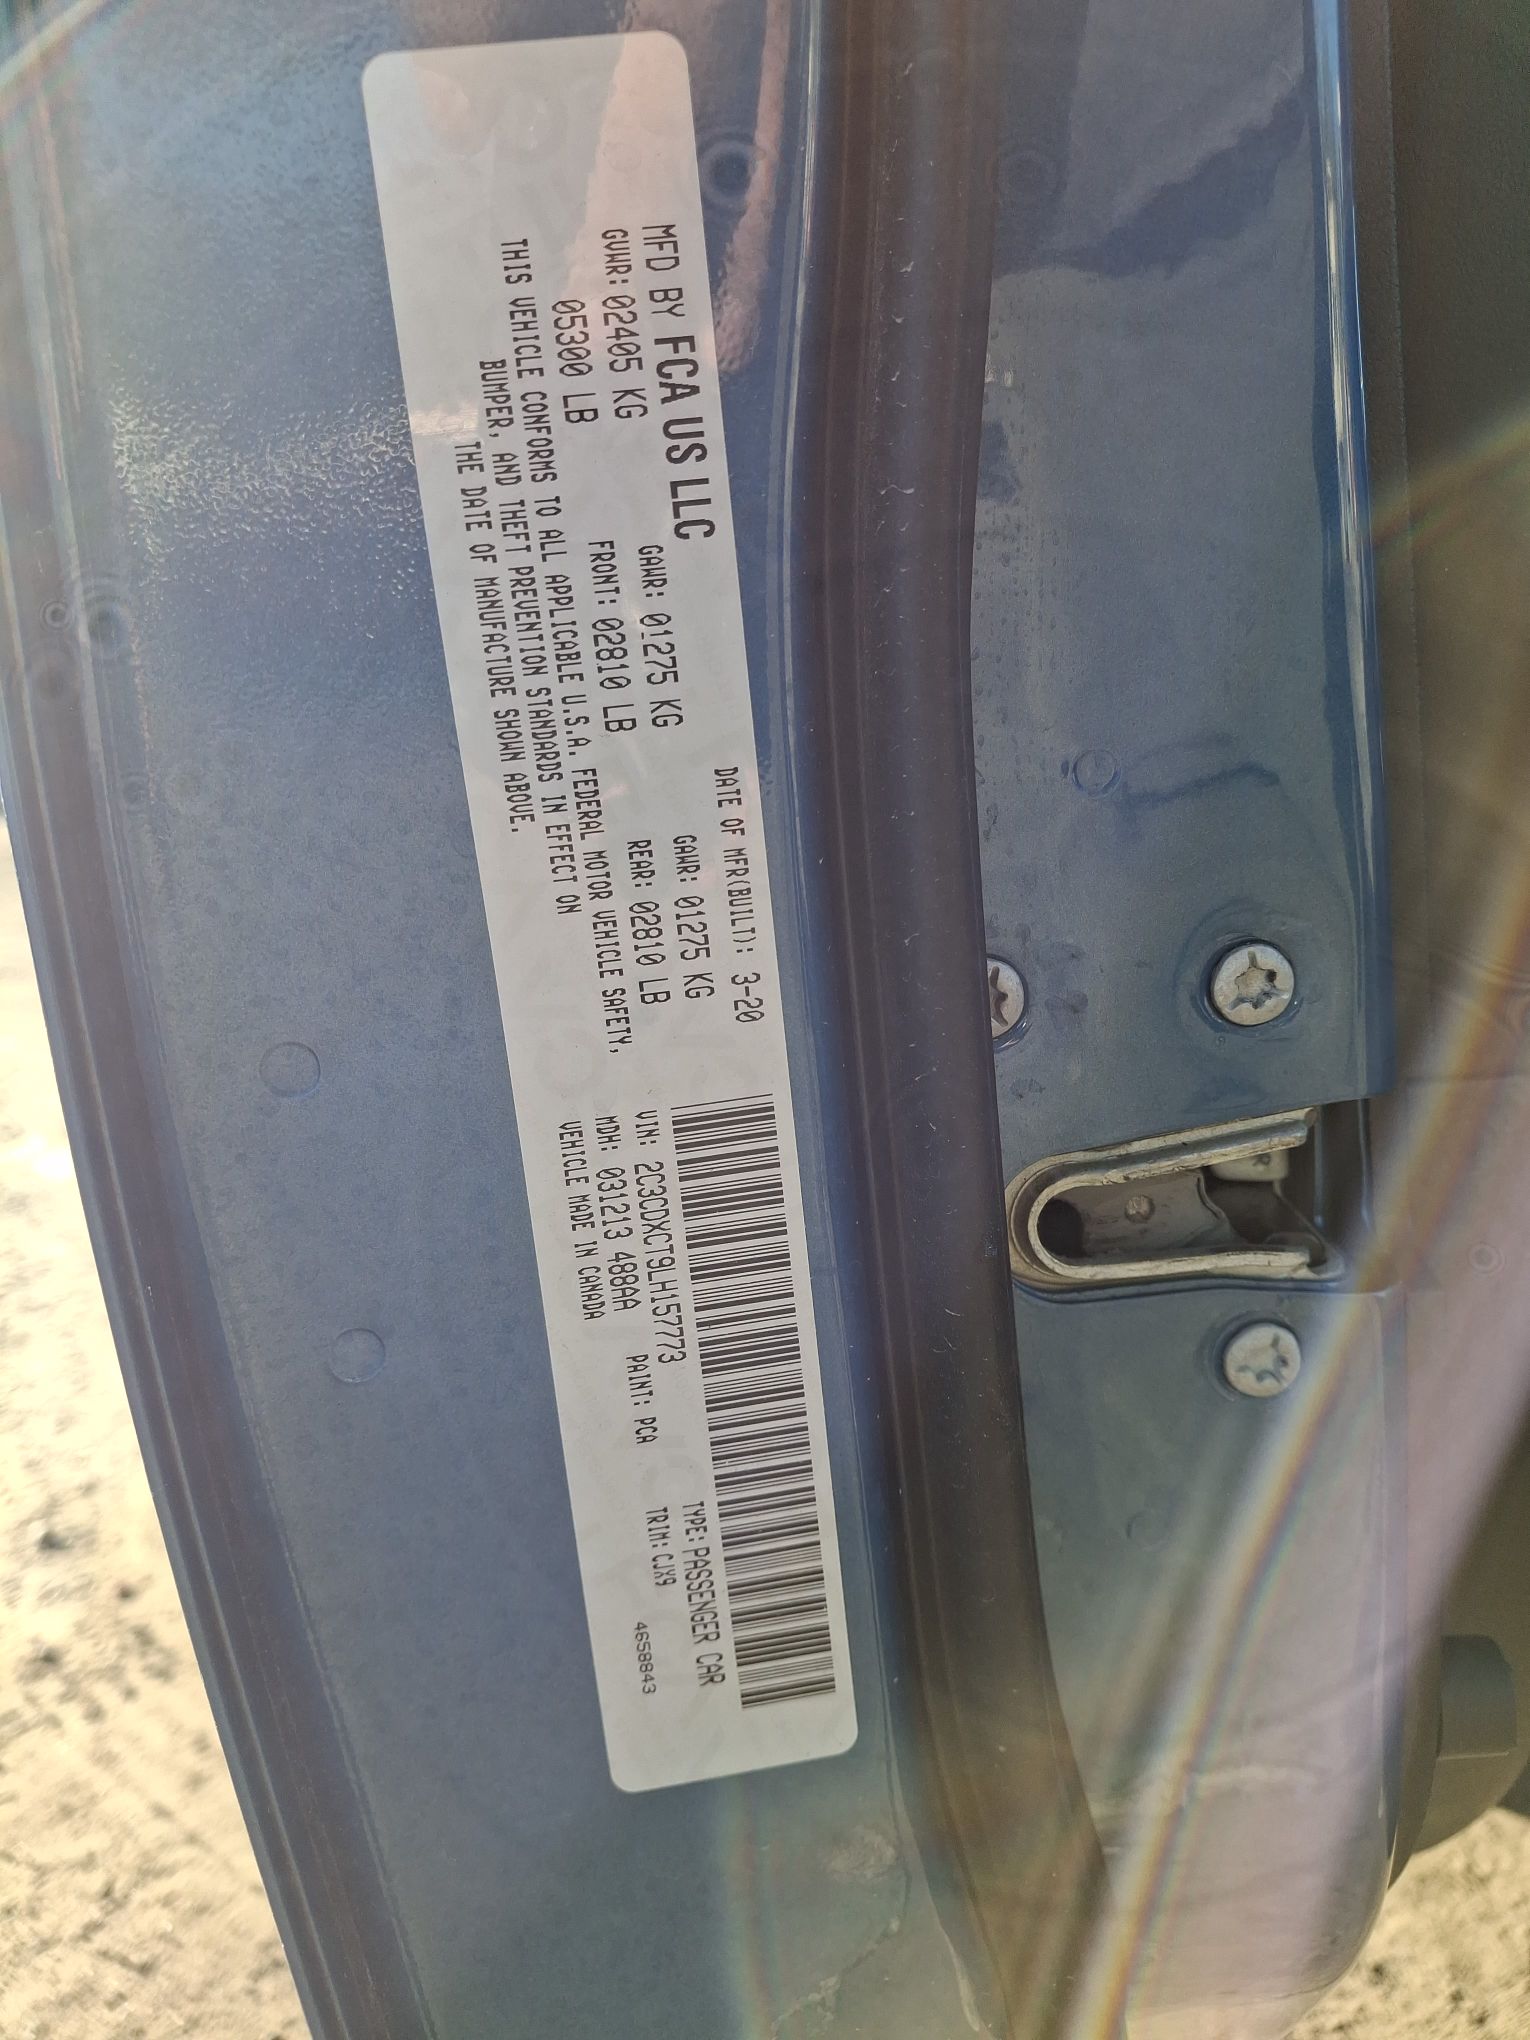 MFD BY FCA US LLC
DATE OF MFR(BUILT): 3-20
GVWR: 02405 KG
GAWR: 01275 KG
GAWR: 01275 KG
05300 LB
FRONT: 02810 LB
REAR: 02810 LB
THIS VEHICLE CONFORMS TO ALL APPLICABLE U.S.A. FEDERAL MOTOR VEHICLE SAFETY,
BUMPER, AND THEFT PREVENTION STANDARDS IN EFFECT ON
THE DATE OF MANUFACTURE SHOWN ABOVE.
VIN: 2C3CDXCT9LH157773
TYPE: PASSENGER CAR
MDH: 031213 488AA
PAINT: PCA
TRIM: CJX9
VEHICLE MADE IN CANADA
4658843